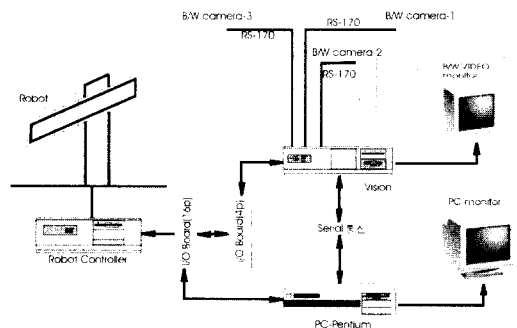 B/W camera-3
RS-170
B/W camera-1
RS-170
B/W camera-2
RS-170
B/W VIDEO
monitor
Robot
Vision
I/O Board(16p)
I/O Board(4p)
Serial 통신
PC monitor
Robot Controller
PC-Pentium